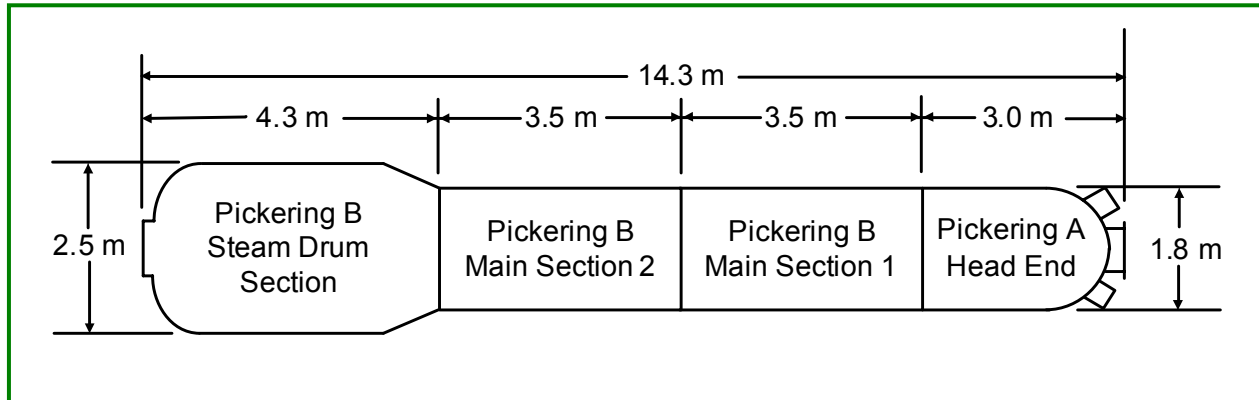 14.3 m
4.3 m
3.5 m
3.5 m
3.0 m
2.5 m
Pickering B
Steam Drum
Section
Pickering B
Main Section 2
Pickering B
Main Section 1
Pickering A
Head End
1.8 m